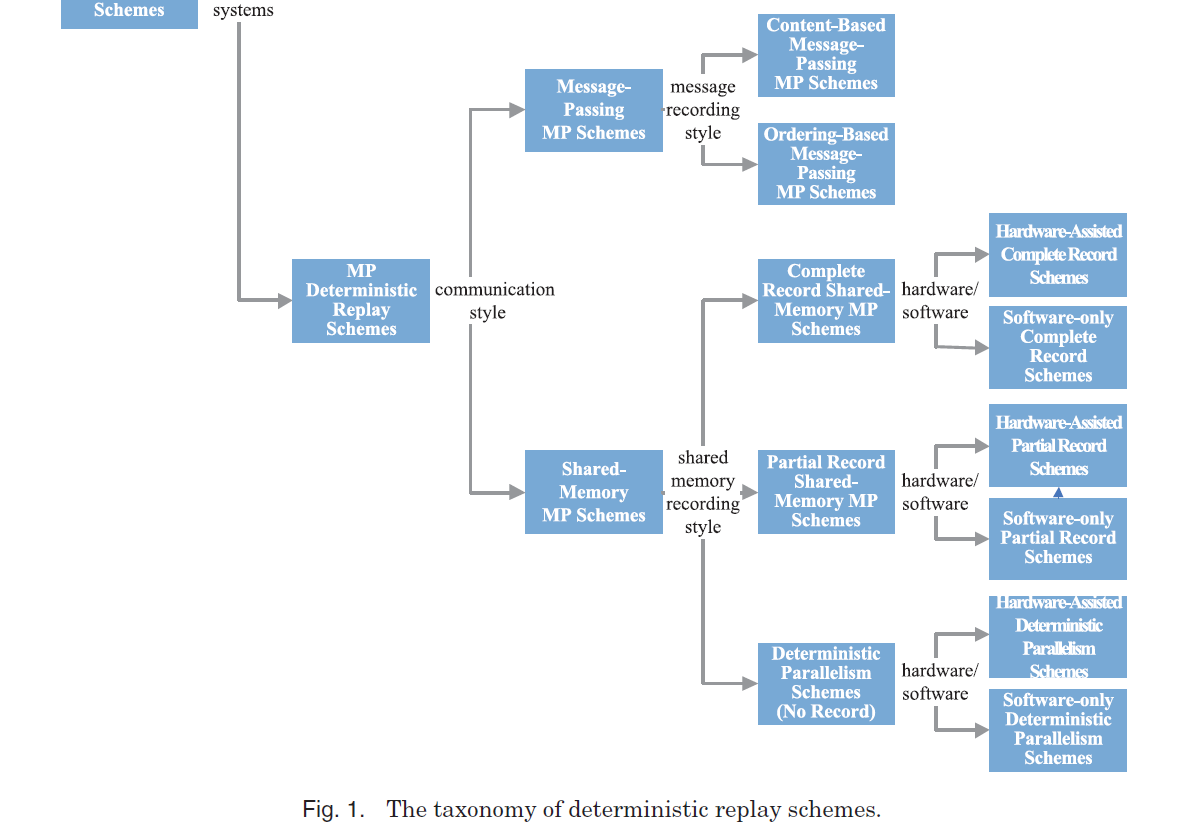 Schemes
systems
Content-Based
Message-
Passing
MP Schemes
Message-
Passing
MP Schemes
message
recording
style
Ordering-Based
Message-
Passing
MP Schemes
MP
Deterministic
Replay
Schemes
communication
style
Complete
Record Shared-
Memory MP
Schemes
hardware/
software
Hardware-Assisted
Complete Record
Schemes
Software-only
Complete
Record
Schemes
Shared-
Memory
MP Schemes
shared
memory
recording
style
Partial Record
Shared-
Memory MP
Schemes
hardware/
software
Hardware-Assisted
Partial Record
Schemes
Software-only
Partial Record
Schemes
Deterministic
Parallelism
Schemes
(No Record)
hardware/
software
Hardware-Assisted
Deterministic
Parallelism
Schemes
Software-only
Deterministic
Parallelism
Schemes
Fig. 1. The taxonomy of deterministic replay schemes.